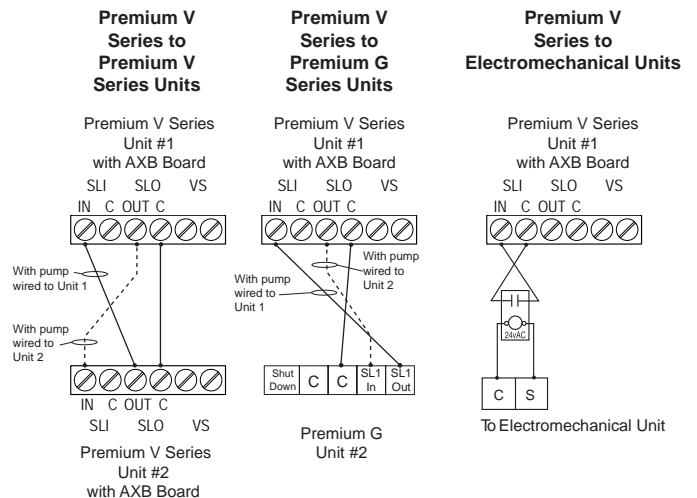 Premium V
Series to
Premium V
Series Units
Premium V Series
Unit #1
with AXB Board
SLI SLO VS
IN C OUT C
With pump
wired to Unit 1
With pump
wired to
Unit 2
IN C OUT C
SLI SLO VS
Premium V Series
Unit #2
with AXB Board
Premium V
Series to
Premium G
Series Units
Premium V Series
Unit #1
with AXB Board
SLI SLO VS
IN C OUT C
With pump
wired to
Unit 2
With pump
wired to
Unit 1
Shut
Down
C
C
SL1
In
SL1
Out
Premium G
Unit #2
Premium V
Series to
Electromechanical Units
Premium V Series
Unit #1
with AXB Board
SLI SLO VS
IN C OUT C
24vAC
C S
To Electromechanical Unit